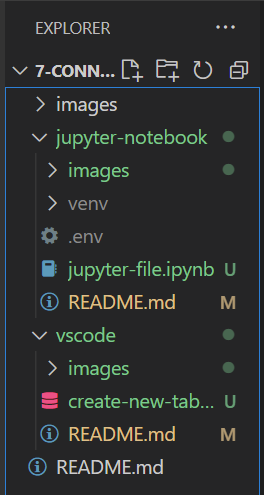 EXPLORER
7-CONN...
images
jupyter-notebook
images
venv
.env
jupyter-file.ipynb U
README.md M
vscode
images
create-new-tab... U
README.md M
README.md